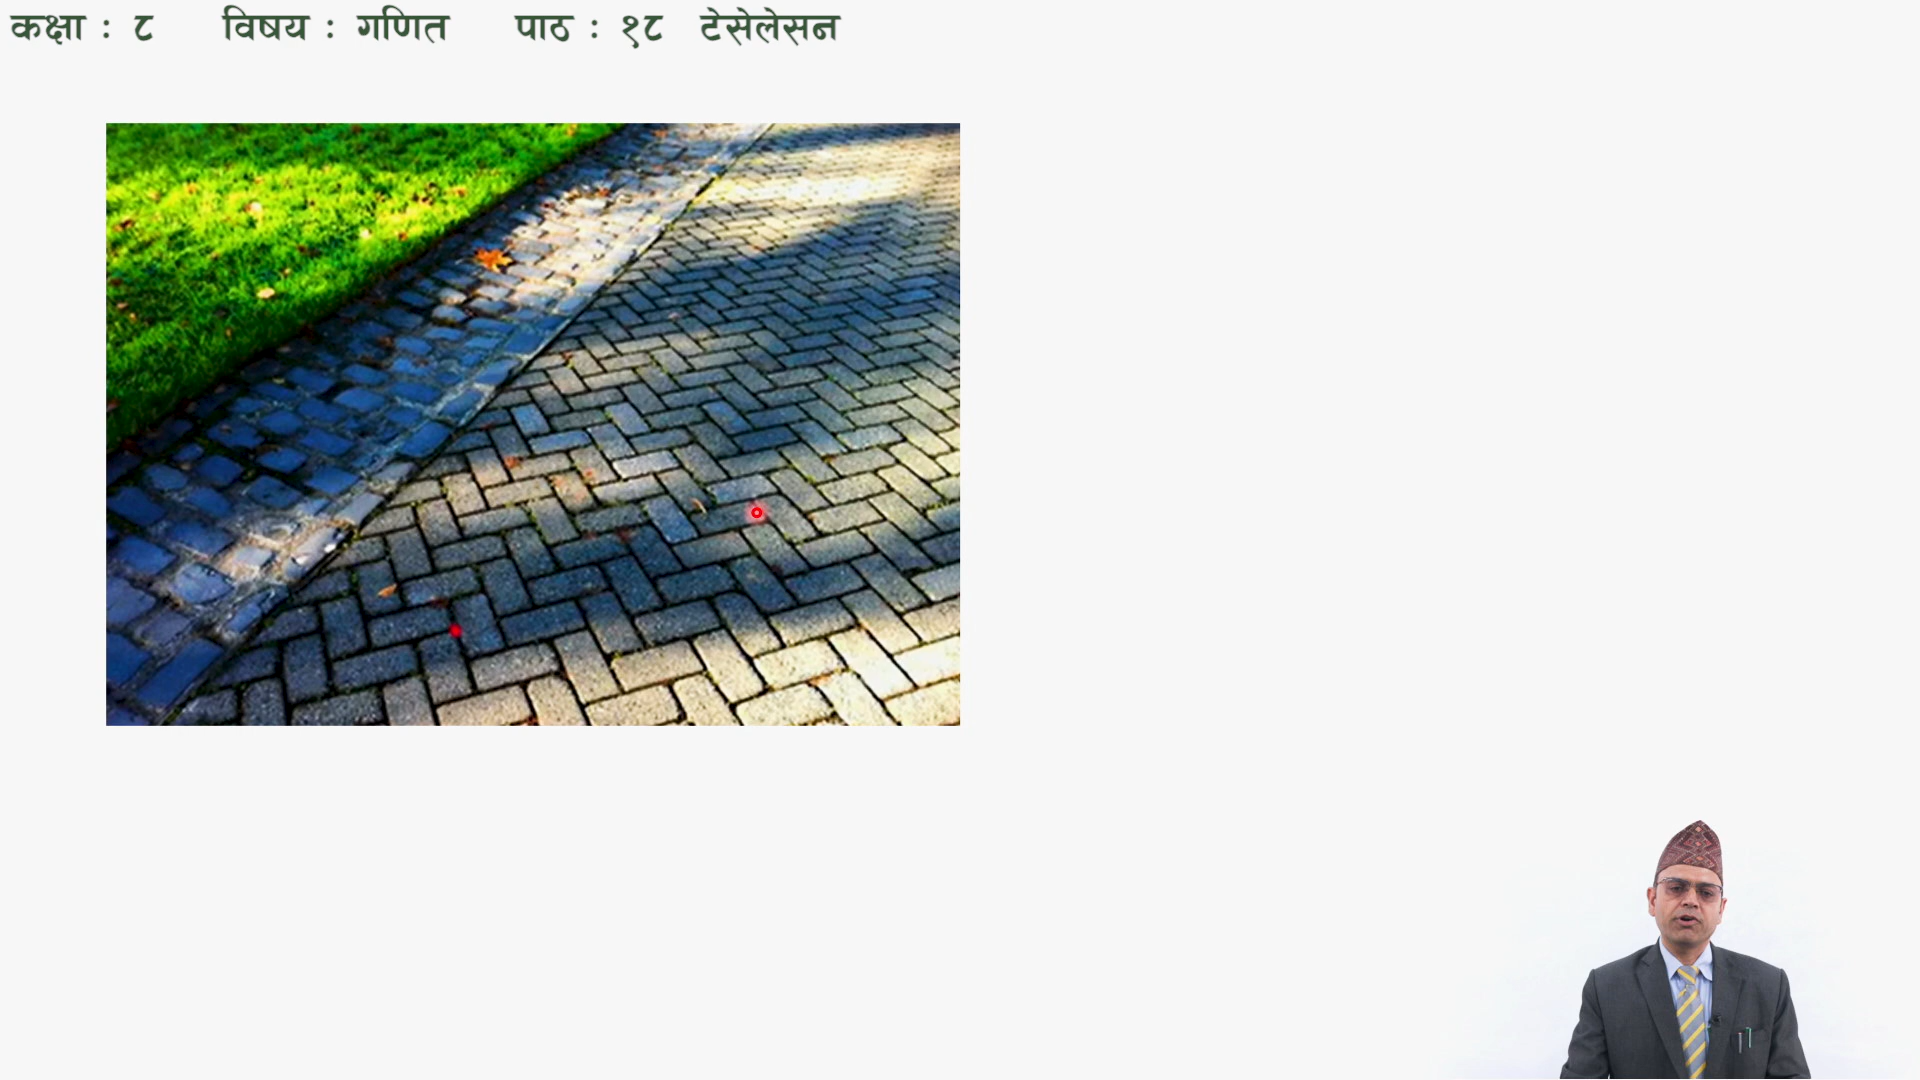 कक्षा : ८ विषय : गणित पाठ : १८ टेसेलेसन